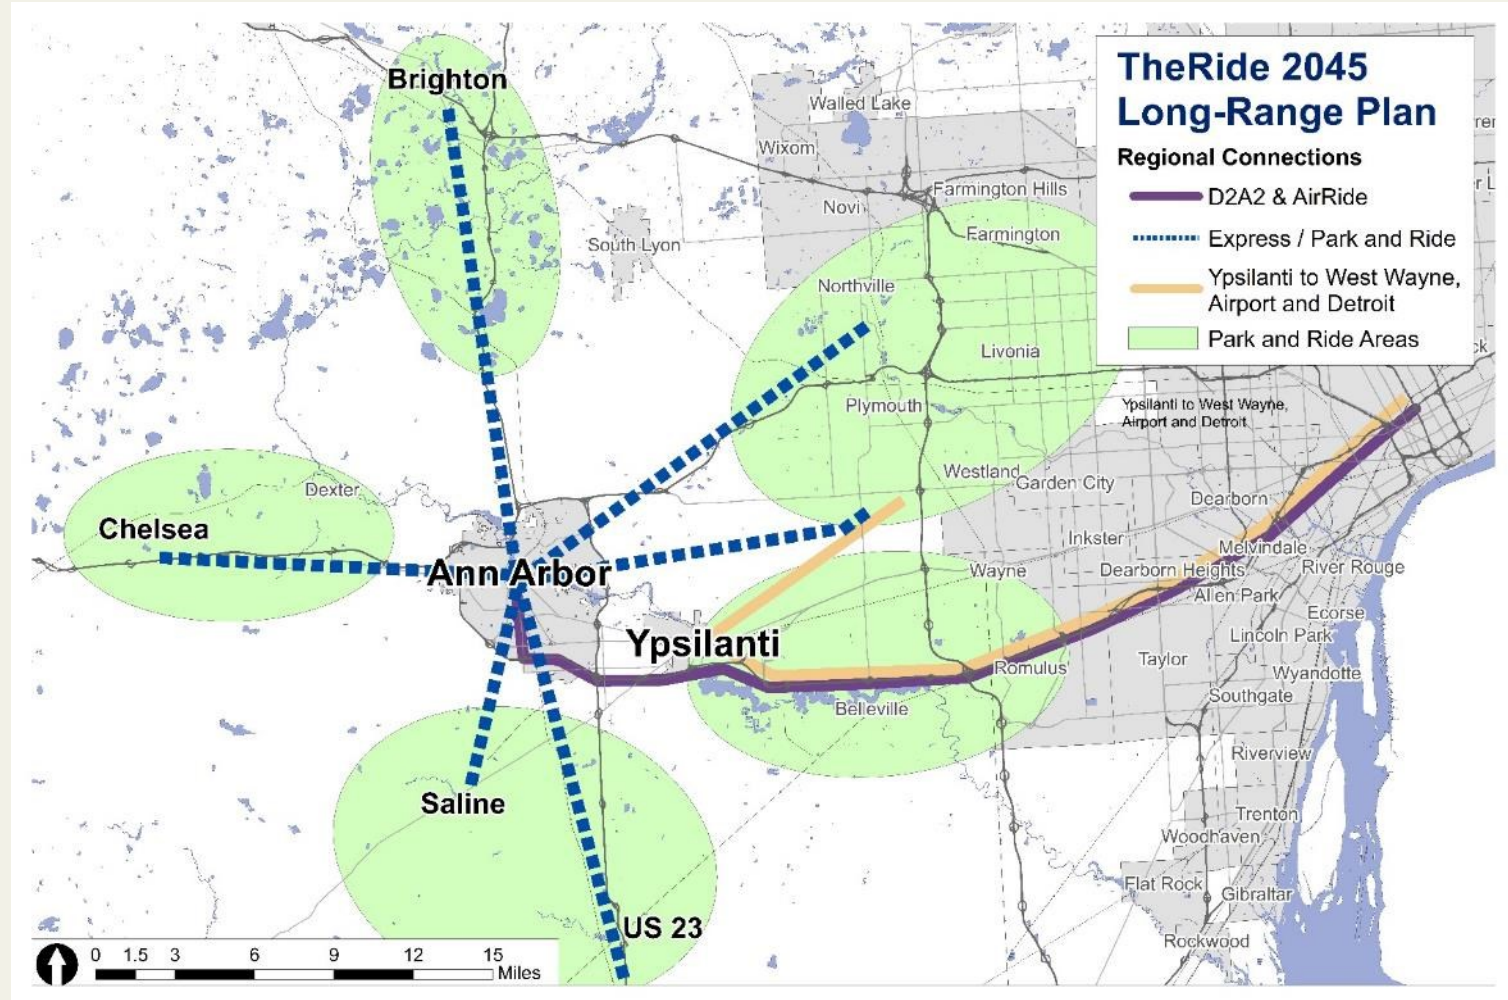 TheRide 2045
Long-Range Plan
Regional Connections
D2A2 & AirRide
Express / Park and Ride
Ypsilanti to West Wayne,
Airport and Detroit
Park and Ride Areas
Brighton
Walled Lake
Wixom
Farmington Hills
Novi
Farmington
South Lyon
Northville
Livonia
Plymouth
Ypsilanti to West Wayne,
Airport and Detroit
Westland
Garden City
Dexter
Dearborn
Chelsea
Inkster
Melvindale
Ann Arbor
Wayne
Dearborn Heights
River Rouge
Allen Park
Ecorse
Lincoln Park
Ypsilanti
Romulus
Taylor
Wyandotte
Southgate
Belleville
Riverview
Saline
Trenton
Woodhaven
Flat Rock
Gibraltar
US 23
Rockwood
0 1.5 3 6 9 12 15
Miles